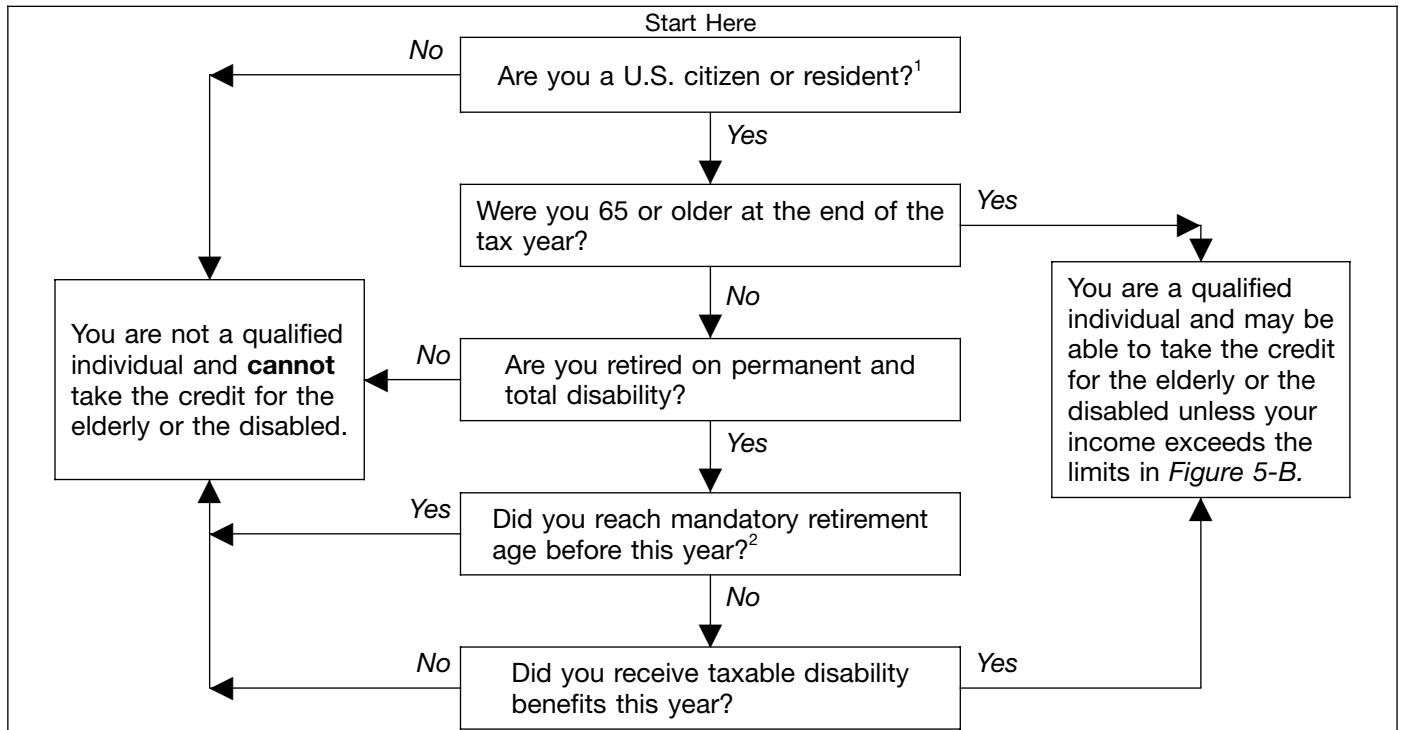 Start Here
No
Are you a U.S. citizen or resident?1
Yes
Were you 65 or older at the end of the
tax year?
Yes
No
You are not a qualified
individual and cannot
take the credit for the
elderly or the disabled.
No
Are you retired on permanent and
total disability?
You are a qualified
individual and may be
able to take the credit
for the elderly or the
disabled unless your
income exceeds the
limits in Figure 5-B.
Yes
Yes
Did you reach mandatory retirement
age before this year?2
No
No
Did you receive taxable disability
benefits this year?
Yes